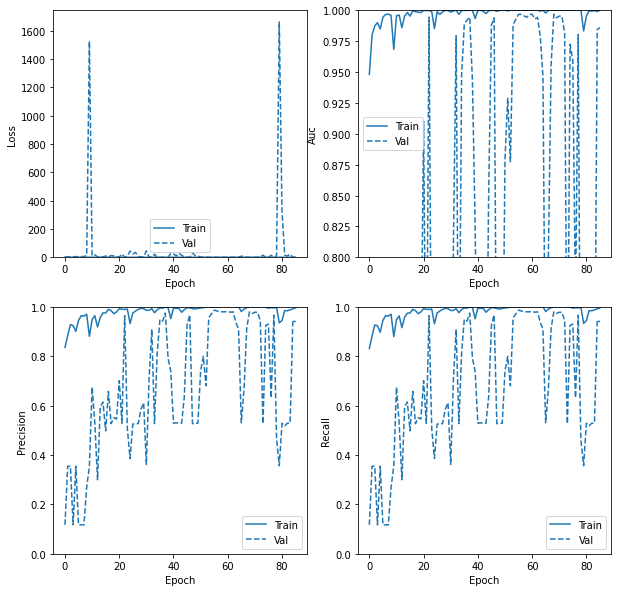 1600
1400
1200
1000
800
600
400
200
0
Loss
0 20 40 60 80
Epoch
Train
Val
1.000
0.975
0.950
0.925
0.900
0.875
0.850
0.825
0.800
Auc
0 20 40 60 80
Epoch
Train
Val
1.0
0.8
0.6
0.4
0.2
0.0
Precision
0 20 40 60 80
Epoch
Train
Val
1.0
0.8
0.6
0.4
0.2
0.0
Recall
0 20 40 60 80
Epoch
Train
Val